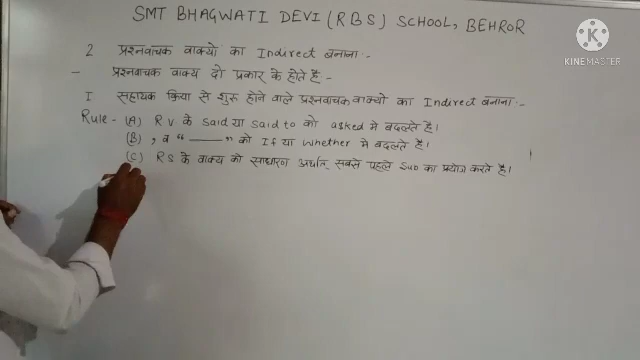 SMT BHAGWATI DEVI (RBS) SCHOOL, BEHROR
KINEMASTER
2 प्रश्नवाचक वाक्यो का Indirect बनाना :-
- प्रश्नवाचक वाक्य दो प्रकार के होते है -
I. सहायक क्रिया से शुरू होने वाले प्रश्नवाचक वाक्यो का Indirect बनाना :-
Rule - (A) R V के Said या Said to को asked मे बदलते है।
(B) , व " —— " को If या Whether मे बदलते है।
(C) R S के वाक्य को साधारण अर्थात् सबसे पहले Sub का प्रयोग करते है।